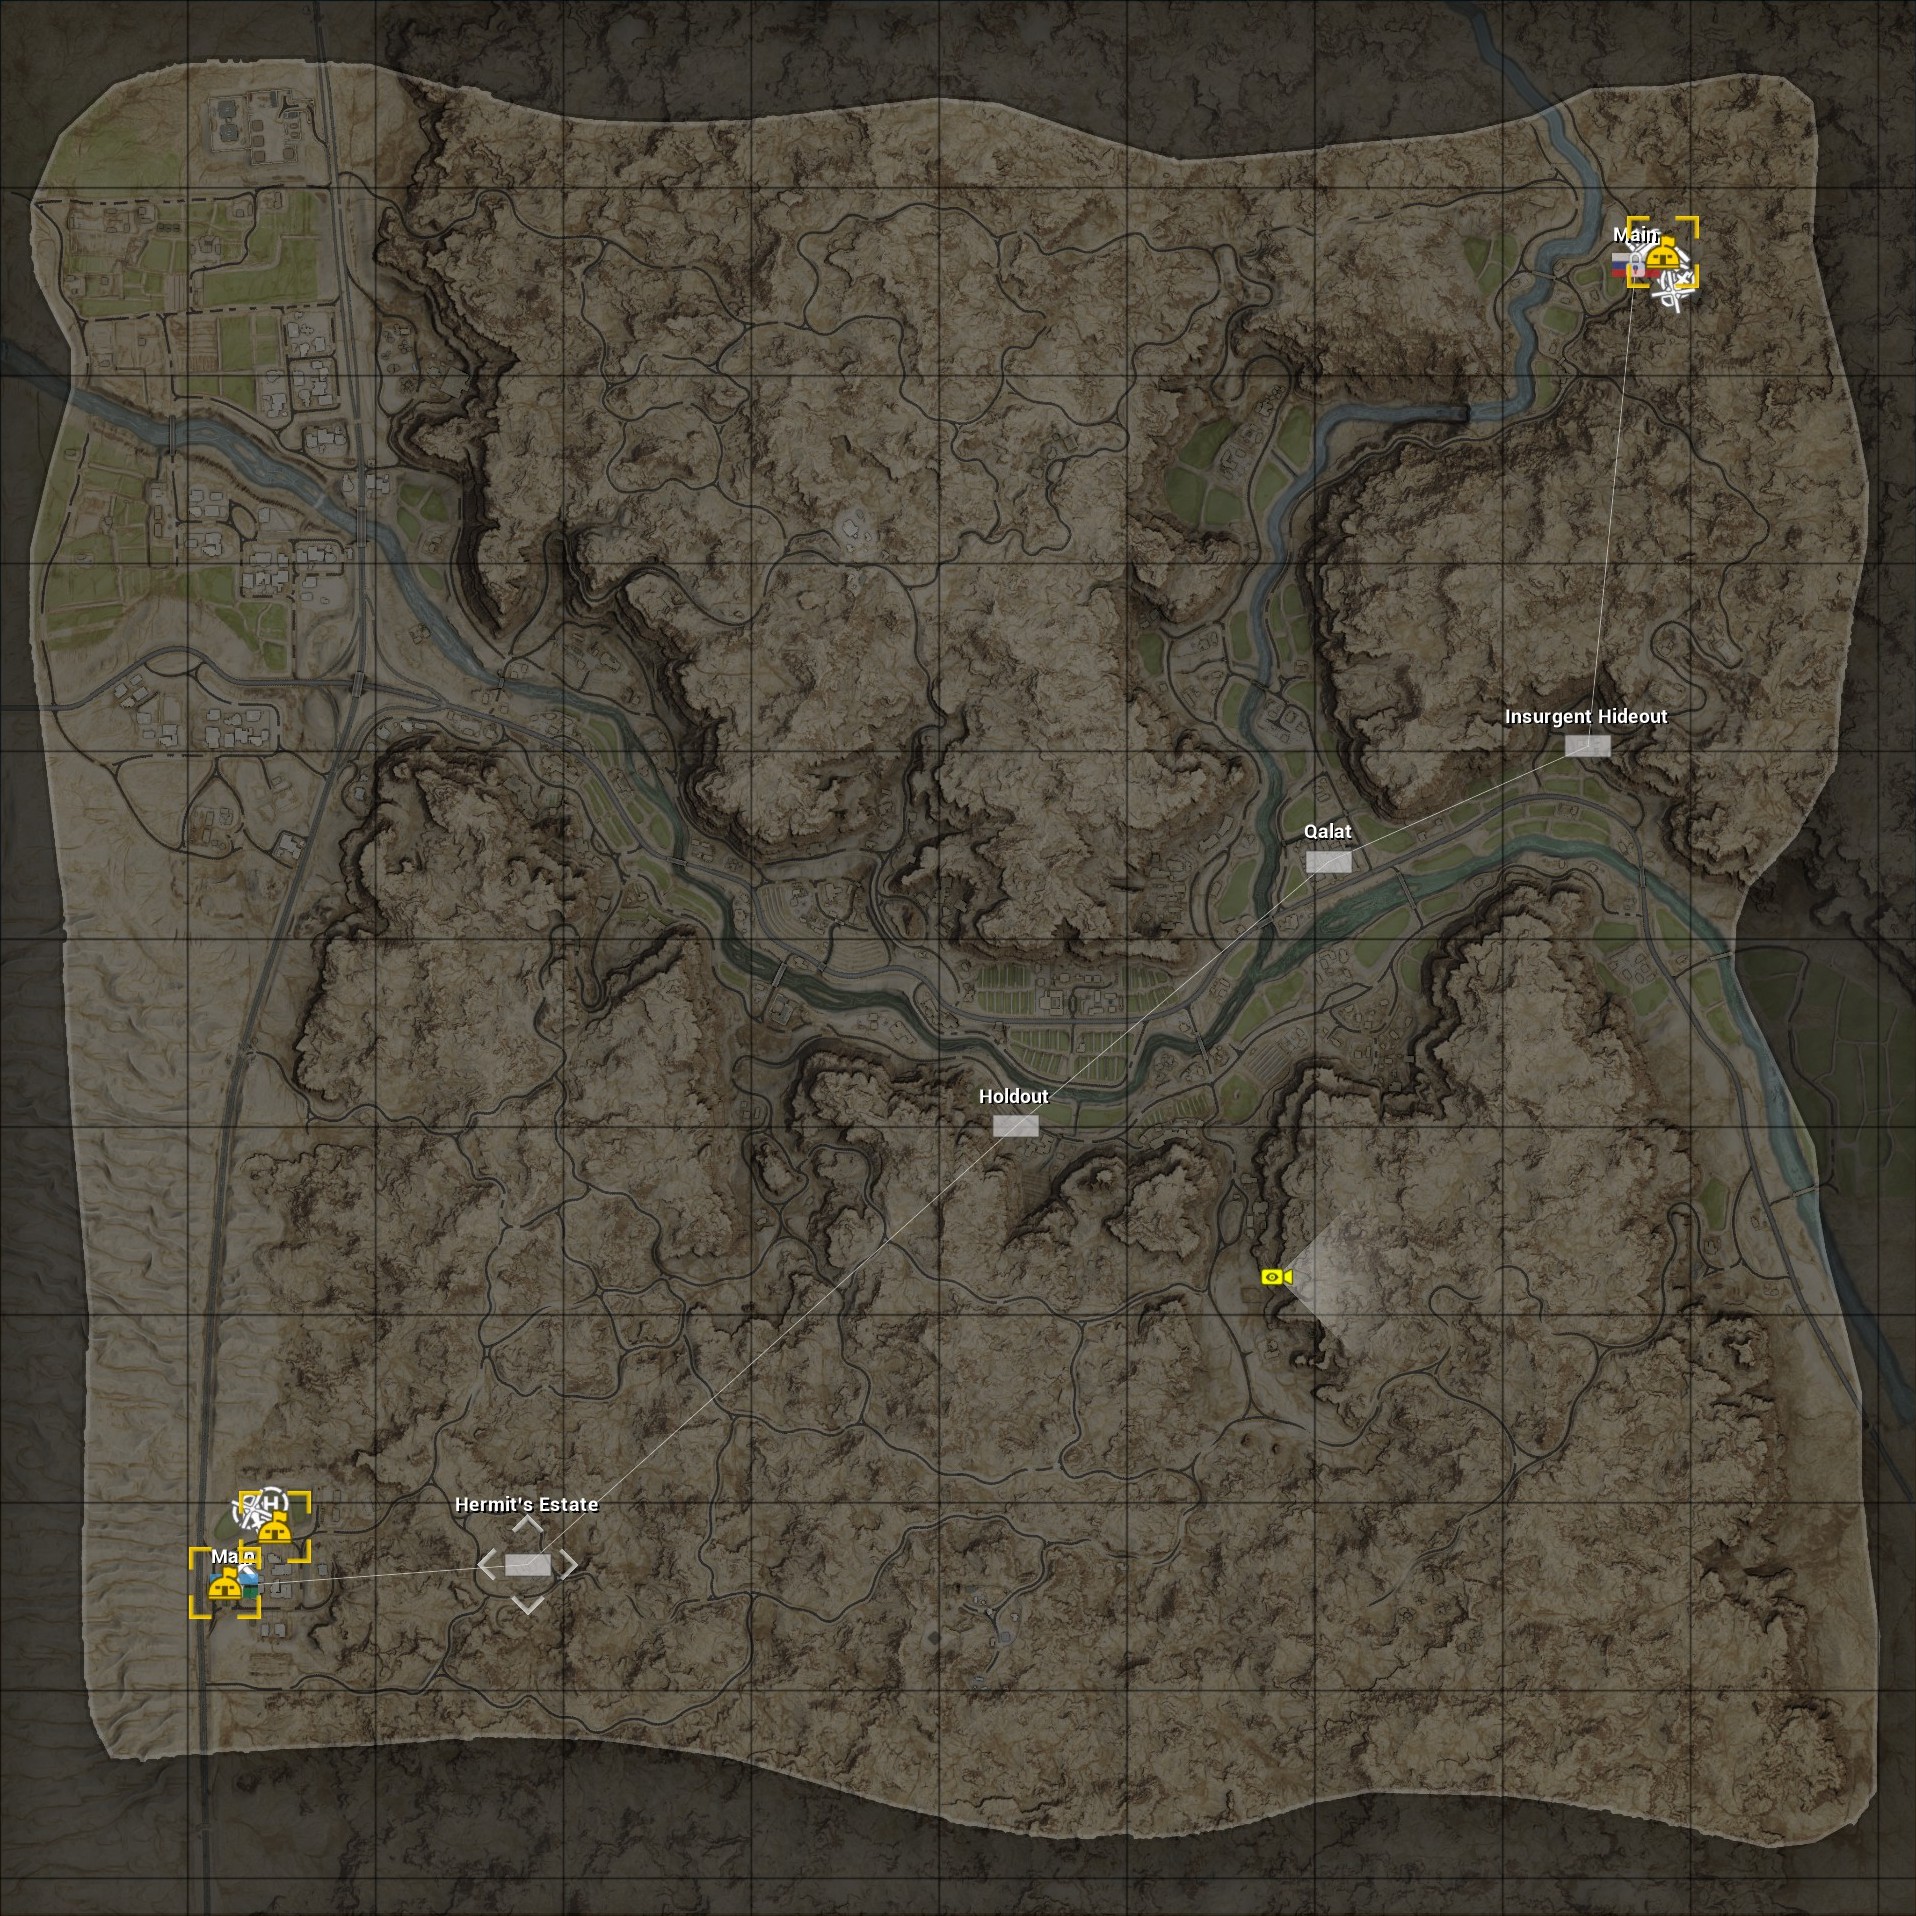 Main
Insurgent Hideout
Qalat
Holdout
Hermit's Estate
H
Main